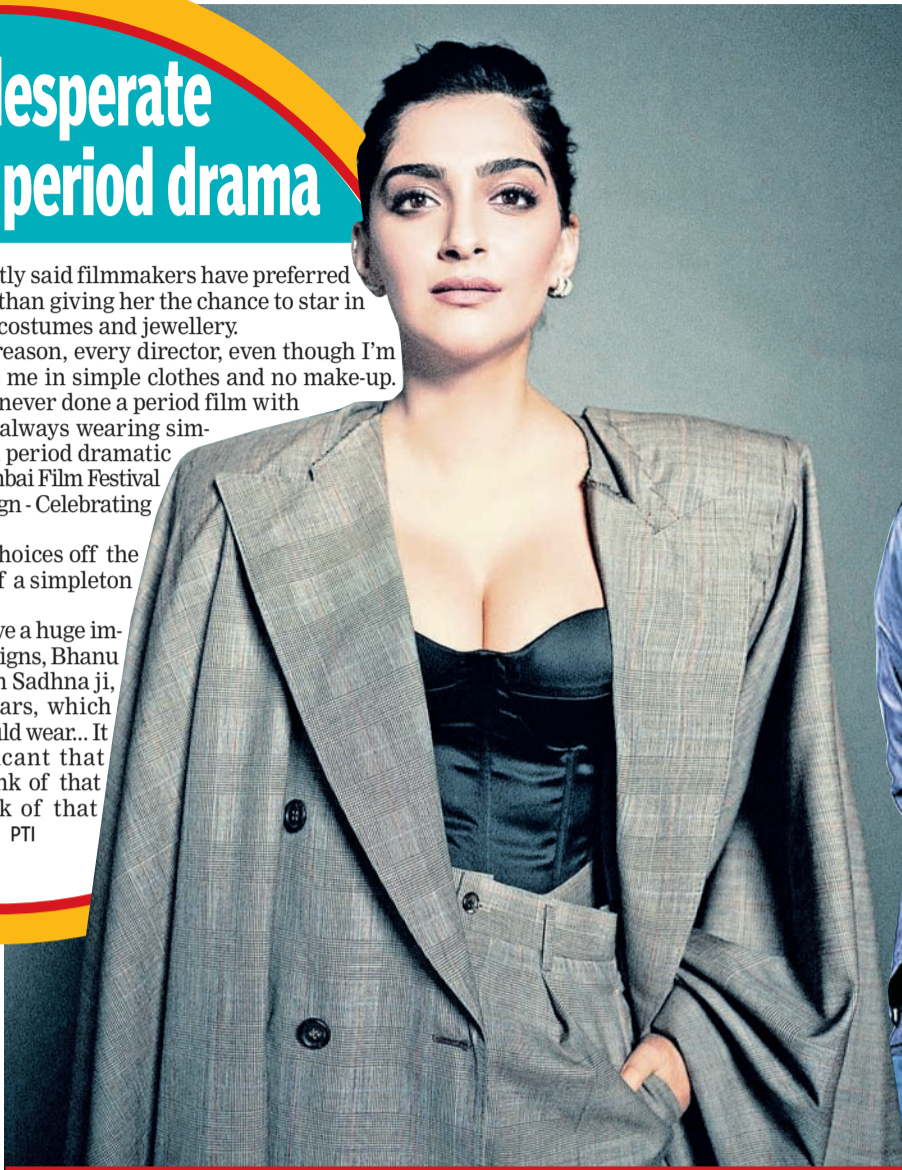 esperate
period drama
tly said filmmakers have preferred
than giving her the chance to star in
costumes and jewellery.
reason, every director, even though I'm
me in simple clothes and no make-up.
never done a period film with
always wearing sim-
period dramatic
bai Film Festival
gn - Celebrating
hoices off the
f a simpleton
ve a huge im-
igns, Bhanu
n Sadhna ji,
ars, which
uld wear... It
cant that
nk of that
k of that
PTI